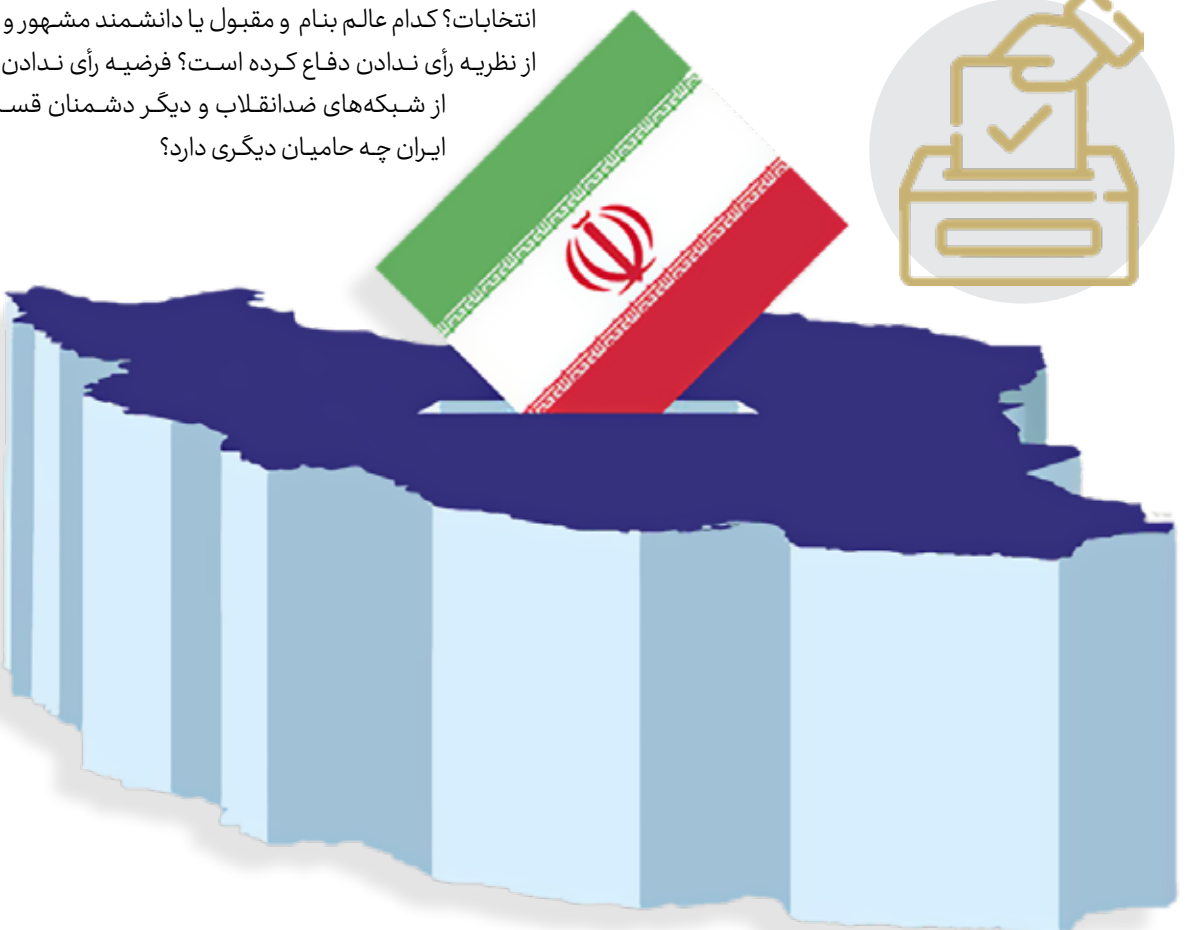 انتخابات؟ کدام عالم بنام و مقبول یا دانشمند مشهور و
از نظریه رأی ندادن دفاع کرده است؟ فرضیه رأی ندادن
از شبکه‌های ضدانقلاب و دیگر دشمنان
ایران چه حامیان دیگری دارد؟